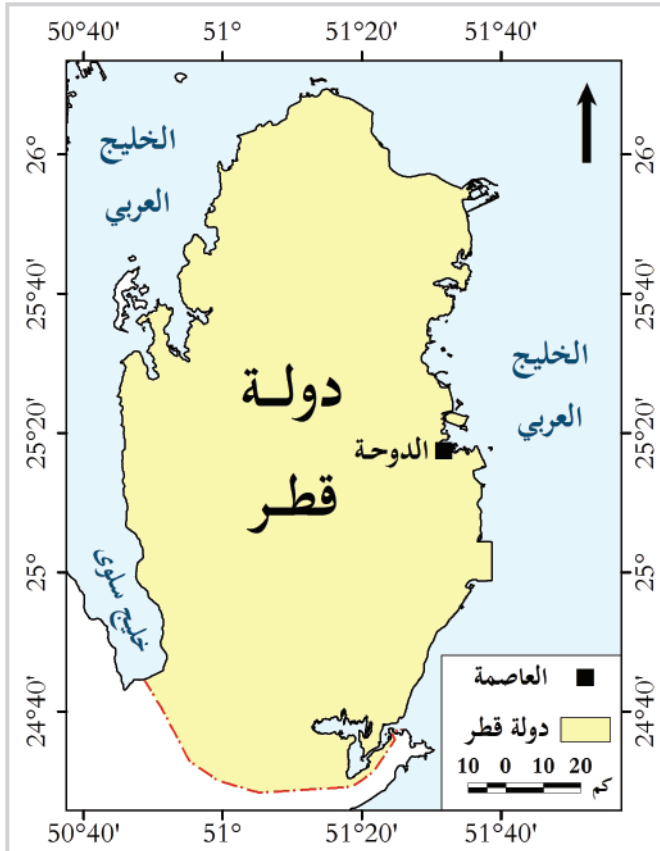 50°40' 51° 51°20' 51°40'
26° 26°
الخليج
العربي
25°40' 25°40'
الخليج
العربي
دولـة
25°20' 25°20'
الدوحة
قطـر
25° 25°
خليج سلوى
العاصمة
24°40' 24°40'
دولة قطر
10 0 10 20 كم
50°40' 51° 51°20' 51°40'